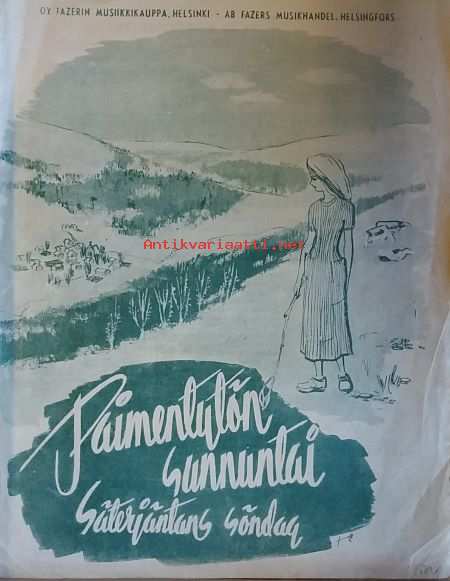 OY. FAZERIN MUSIIKKIKAUPPA, HELSINKI - AB FAZERS MUSIKHANDEL, HELSINGFORS
Antikvariaatti.net
Paimentytön
sunnuntai
Säterjäntans söndag